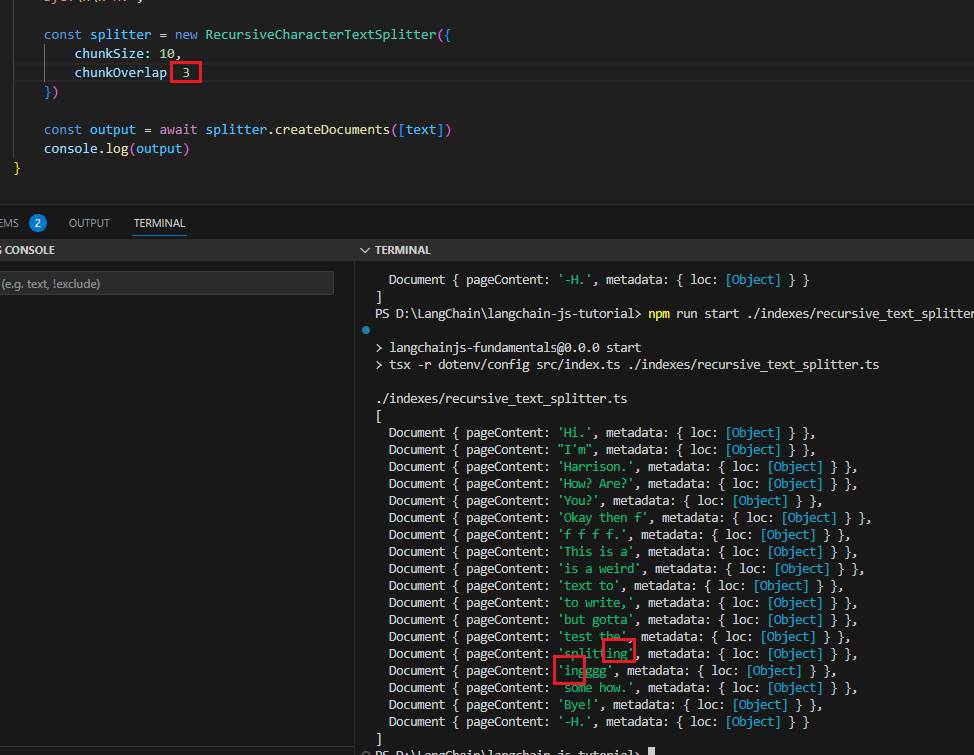 const splitter = new RecursiveCharacterTextSplitter({
chunkSize: 10,
chunkOverlap 3
})
const output = await splitter.createDocuments([text])
console.log(output)
}
EMS 2 OUTPUT TERMINAL
CONSOLE
(e.g. text, !exclude)
TERMINAL
Document { pageContent: '-H.', metadata: { loc: [Object] } }
]
PS D:\LangChain\langchain-js-tutorial> npm run start ./indexes/recursive_text_splitter
> langchainjs-fundamentals@0.0.0 start
> tsx -r dotenv/config src/index.ts ./indexes/recursive_text_splitter.ts
./indexes/recursive_text_splitter.ts
[
Document { pageContent: 'Hi.', metadata: { loc: [Object] } },
Document { pageContent: "I'm", metadata: { loc: [Object] } },
Document { pageContent: 'Harrison.', metadata: { loc: [Object] } },
Document { pageContent: 'How? Are?', metadata: { loc: [Object] } },
Document { pageContent: 'You?', metadata: { loc: [Object] } },
Document { pageContent: 'Okay then f', metadata: { loc: [Object] } },
Document { pageContent: 'f f f f.', metadata: { loc: [Object] } },
Document { pageContent: 'This is a', metadata: { loc: [Object] } },
Document { pageContent: 'is a weird', metadata: { loc: [Object] } },
Document { pageContent: 'text to', metadata: { loc: [Object] } },
Document { pageContent: 'to write,', metadata: { loc: [Object] } },
Document { pageContent: 'but gotta', metadata: { loc: [Object] } },
Document { pageContent: 'test the', metadata: { loc: [Object] } },
Document { pageContent: 'splitting', metadata: { loc: [Object] } },
Document { pageContent: 'ingggg', metadata: { loc: [Object] } },
Document { pageContent: 'some how.', metadata: { loc: [Object] } },
Document { pageContent: 'Bye!', metadata: { loc: [Object] } },
Document { pageContent: '-H.', metadata: { loc: [Object] } }
]
PS D:\LangChain\langchain-js-tutorial>